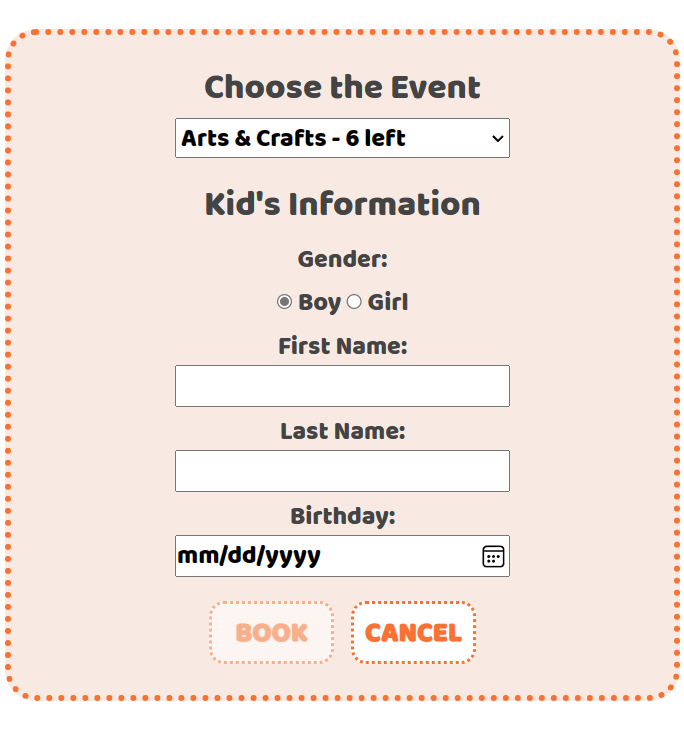 Choose the Event
Arts & Crafts - 6 left
Kid's Information
Gender:
Boy Girl
First Name:
Last Name:
Birthday:
mm/dd/yyyy
BOOK CANCEL